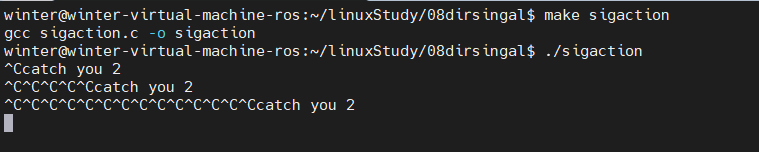 winter@winter-virtual-machine-ros:~/linuxStudy/08dirsingal$ make sigaction
gcc sigaction.c -o sigaction
winter@winter-virtual-machine-ros:~/linuxStudy/08dirsingal$ ./sigaction
^Ccatch you 2
^C^C^C^C^Ccatch you 2
^C^C^C^C^C^C^C^C^C^C^C^C^C^Ccatch you 2